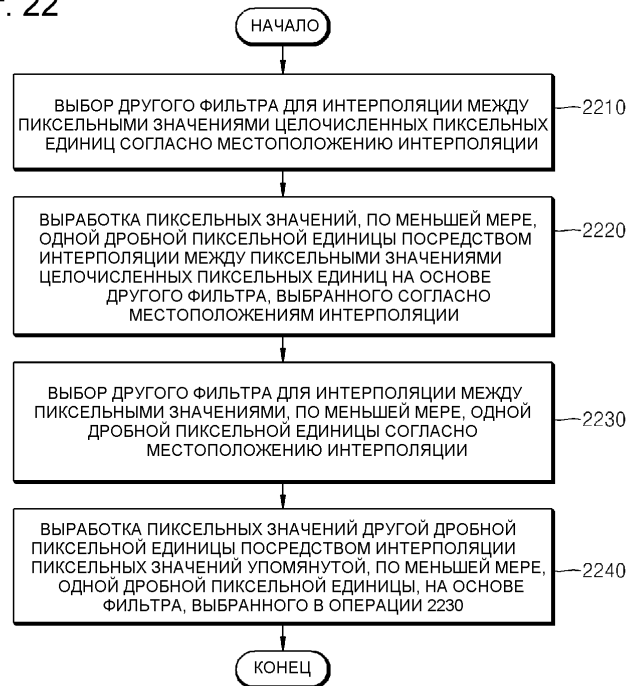 г. 22
НАЧАЛО
ВЫБОР ДРУГОГО ФИЛЬТРА ДЛЯ ИНТЕРПОЛЯЦИИ МЕЖДУ
ПИКСЕЛЬНЫМИ ЗНАЧЕНИЯМИ ЦЕЛОЧИСЛЕННЫХ ПИКСЕЛЬНЫХ
ЕДИНИЦ СОГЛАСНО МЕСТОПОЛОЖЕНИЮ ИНТЕРПОЛЯЦИИ
2210
ВЫРАБОТКА ПИКСЕЛЬНЫХ ЗНАЧЕНИЙ, ПО МЕНЬШЕЙ МЕРЕ,
ОДНОЙ ДРОБНОЙ ПИКСЕЛЬНОЙ ЕДИНИЦЫ ПОСРЕДСТВОМ
ИНТЕРПОЛЯЦИИ МЕЖДУ ПИКСЕЛЬНЫМИ ЗНАЧЕНИЯМИ
ЦЕЛОЧИСЛЕННЫХ ПИКСЕЛЬНЫХ ЕДИНИЦ НА ОСНОВЕ
ДРУГОГО ФИЛЬТРА, ВЫБРАННОГО СОГЛАСНО
МЕСТОПОЛОЖЕНИЯМ ИНТЕРПОЛЯЦИИ
2220
ВЫБОР ДРУГОГО ФИЛЬТРА ДЛЯ ИНТЕРПОЛЯЦИИ МЕЖДУ
ПИКСЕЛЬНЫМИ ЗНАЧЕНИЯМИ, ПО МЕНЬШЕЙ МЕРЕ, ОДНОЙ
ДРОБНОЙ ПИКСЕЛЬНОЙ ЕДИНИЦЫ СОГЛАСНО
МЕСТОПОЛОЖЕНИЮ ИНТЕРПОЛЯЦИИ
2230
ВЫРАБОТКА ПИКСЕЛЬНЫХ ЗНАЧЕНИЙ ДРУГОЙ ДРОБНОЙ
ПИКСЕЛЬНОЙ ЕДИНИЦЫ ПОСРЕДСТВОМ ИНТЕРПОЛЯЦИИ
ПИКСЕЛЬНЫХ ЗНАЧЕНИЙ УПОМЯНУТОЙ, ПО МЕНЬШЕЙ МЕРЕ,
ОДНОЙ ДРОБНОЙ ПИКСЕЛЬНОЙ ЕДИНИЦЫ, НА ОСНОВЕ
ФИЛЬТРА, ВЫБРАННОГО В ОПЕРАЦИИ 2230
2240
КОНЕЦ